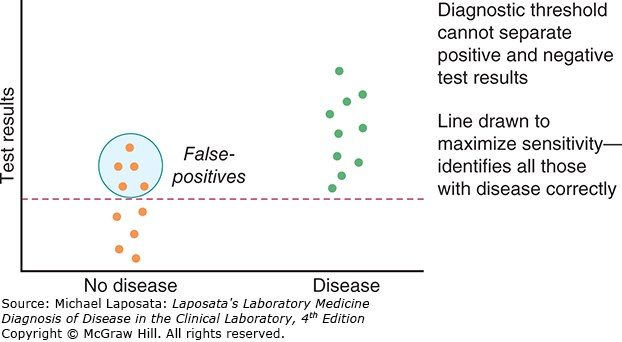 Diagnostic threshold
cannot separate
positive and negative
test results
Line drawn to
maximize sensitivity—
identifies all those
with disease correctly
Test results
False-
positives
No disease
Disease
Source: Michael Laposata: Laposata's Laboratory Medicine
Diagnosis of Disease in the Clinical Laboratory, 4th Edition
Copyright © McGraw Hill. All rights reserved.